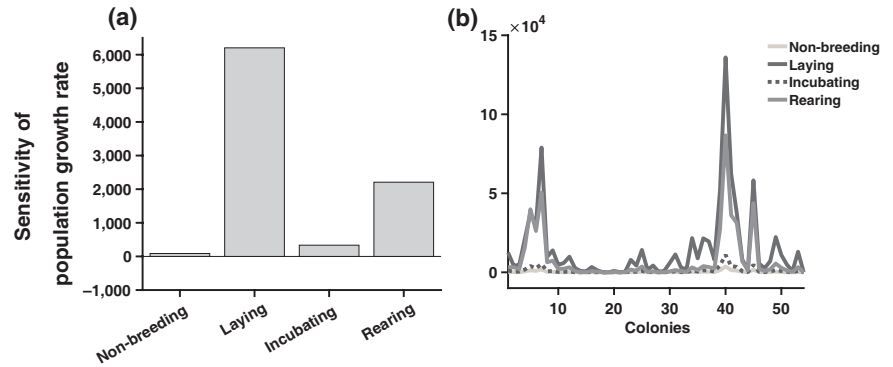 (a)
Sensitivity of
population growth rate
6,000
5,000
4,000
3,000
2,000
1,000
0
−1,000
Non-breeding
Laying
Incubating
Rearing
(b)
×10⁴
15
10
5
0
10 20 30 40 50
Colonies
Non-breeding
Laying
Incubating
Rearing